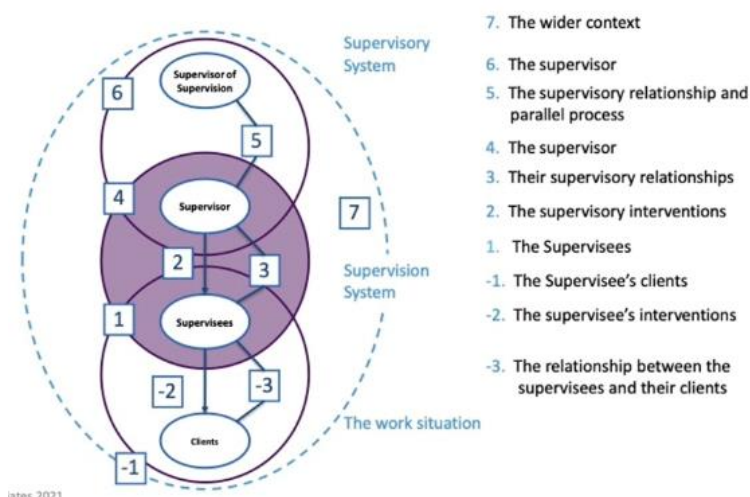 Supervisory
System
Supervisor of
Supervision
6
5
4
Supervisor
7
2
3
Supervision
System
1
Supervisees
-2
-3
The work situation
Clients
-1
7. The wider context
6. The supervisor
5. The supervisory relationship and
parallel process
4. The supervisor
3. Their supervisory relationships
2. The supervisory interventions
1. The Supervisees
-1. The Supervisee's clients
-2. The supervisee's interventions
-3. The relationship between the
supervisees and their clients
2021